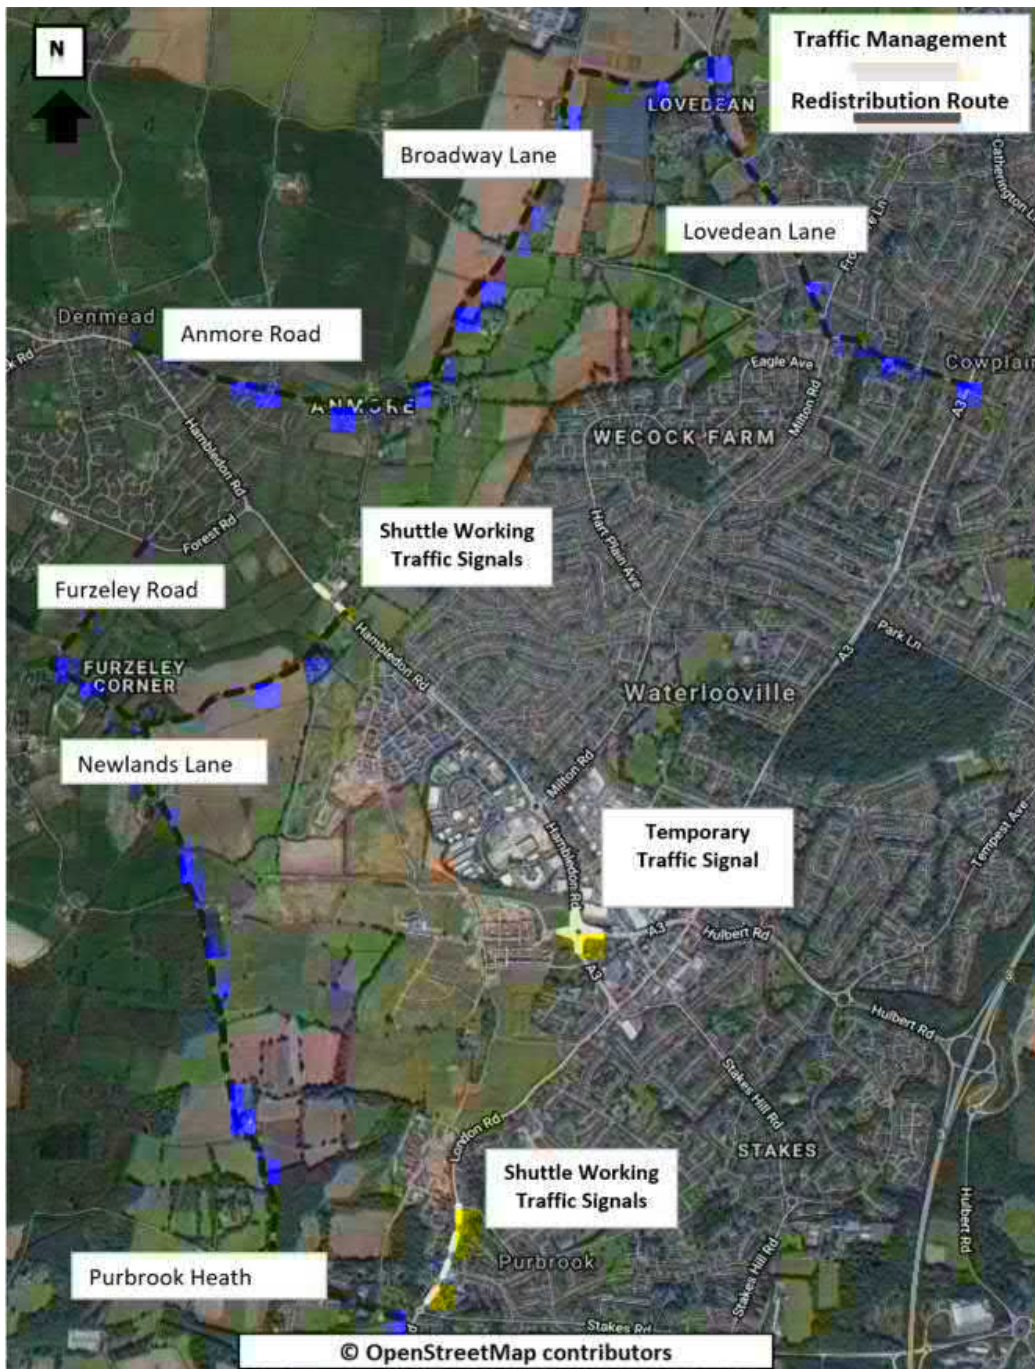 N
Traffic Management
Redistribution Route
LOVEDEAN
Broadway Lane
Catherington
Lovedean Lane
Denmead
Anmore Road
Cowplain
Eagle Ave
ANMORE
A3
Milton Rd
WECOCK FARM
Hambledon Rd
Forest Rd
Shuttle Working
Traffic Signals
Hart Plain Ave
Furzeley Road
Park Ln
Hambledon Rd
A3
FURZELEY
CORNER
Waterlooville
Newlands Lane
Milton Rd
Temporary
Traffic Signal
Tempest Ave
Hambledon Rd
A3
Hulbert Rd
A3
Hulbert Rd
Stakes Hill Rd
London Rd
STAKES
Shuttle Working
Traffic Signals
Hulbert Rd
Purbrook
Purbrook Heath
Stakes Hill Rd
Stakes Rd
© OpenStreetMap contributors